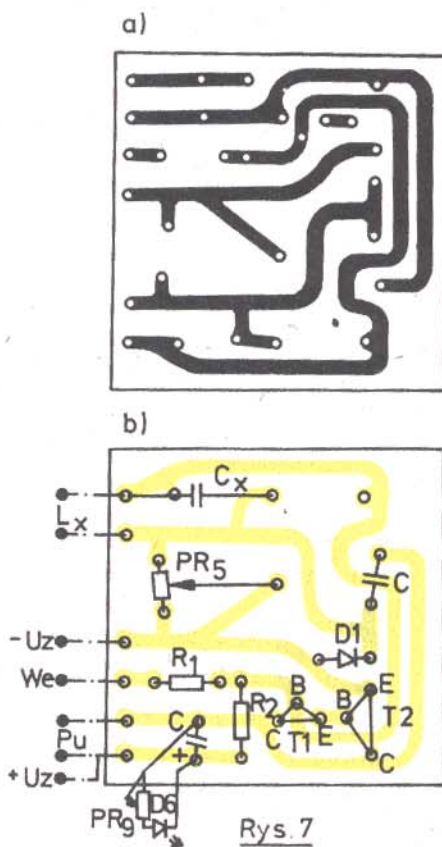 a)
b)
Cx
Lx
PR5
C
-Uz
D1
We
R1
R2
B
E
B
C
C
T1
E
T2
Pu
+
C
+Uz
D6
PR9
Rys. 7